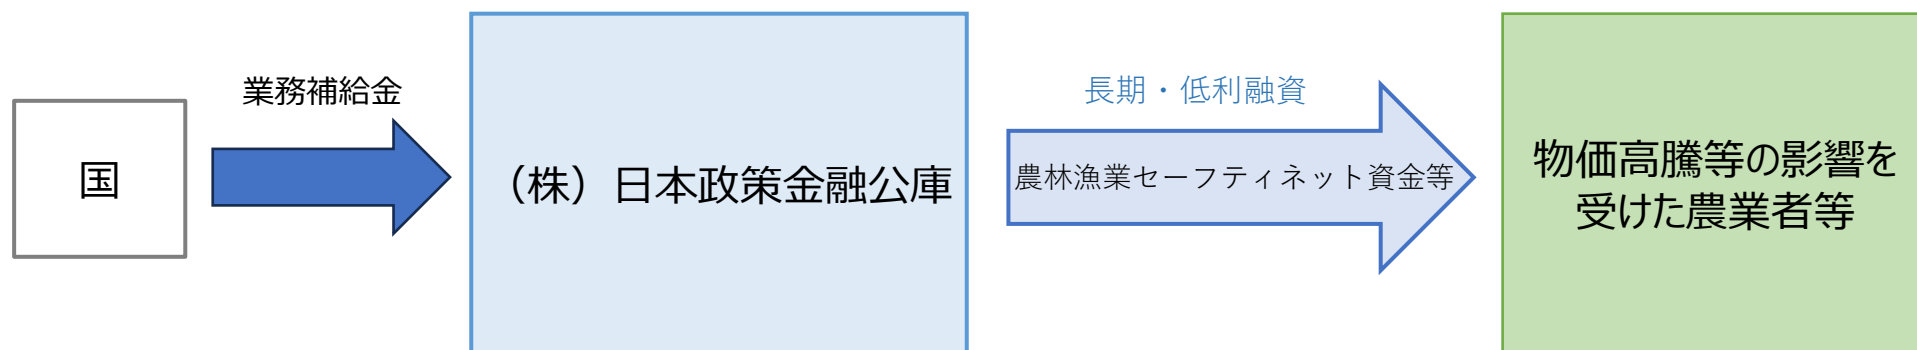 業務補給金
国
（株）日本政策金融公庫
長期・低利融資
農林漁業セーフティネット資金等
物価高騰等の影響を
受けた農業者等